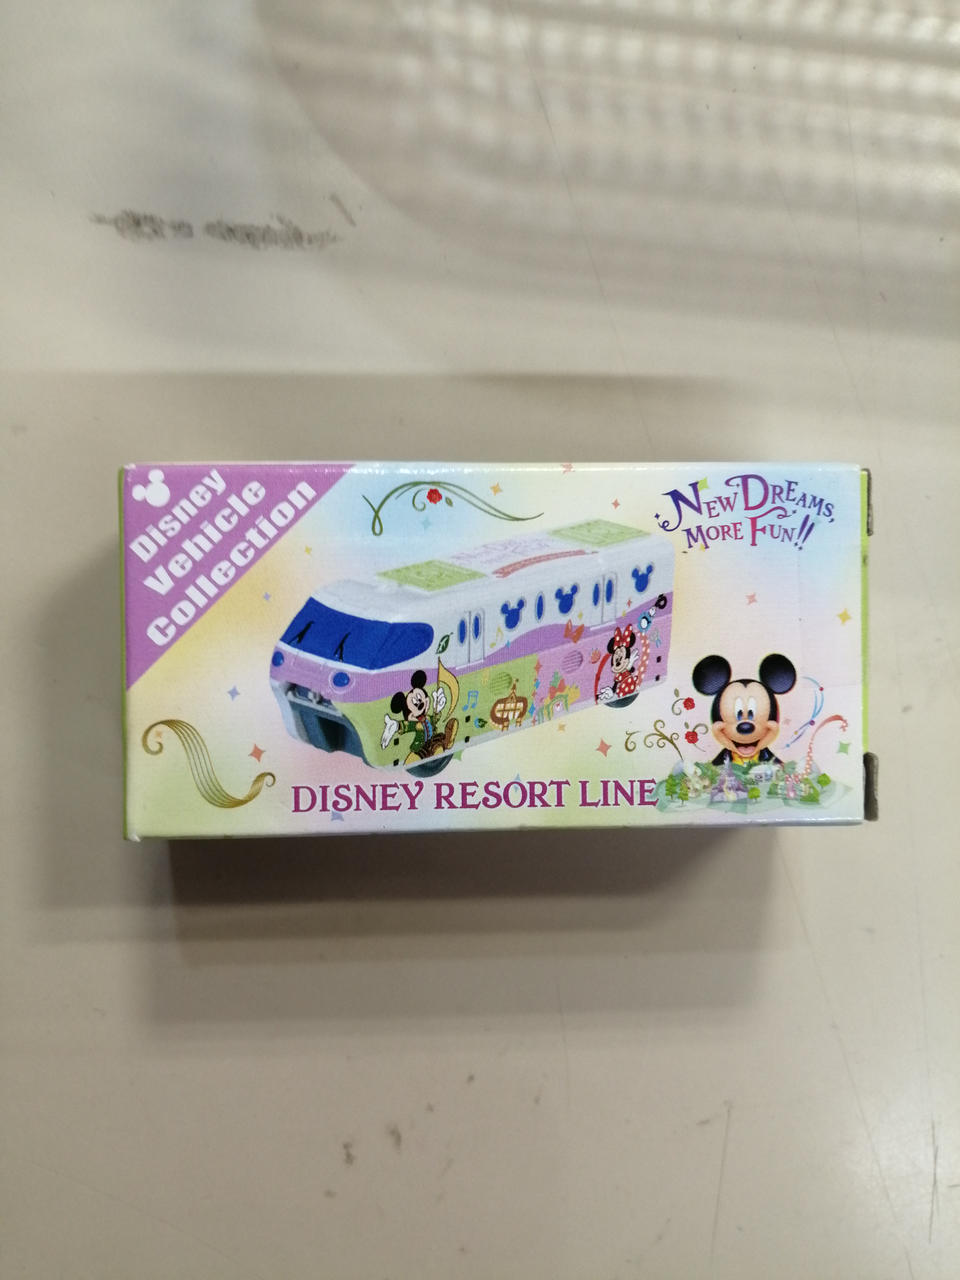 Disney
Vehicle
Collection
NEW DREAMS,
MORE FUN!!
DISNEY RESORT LINE